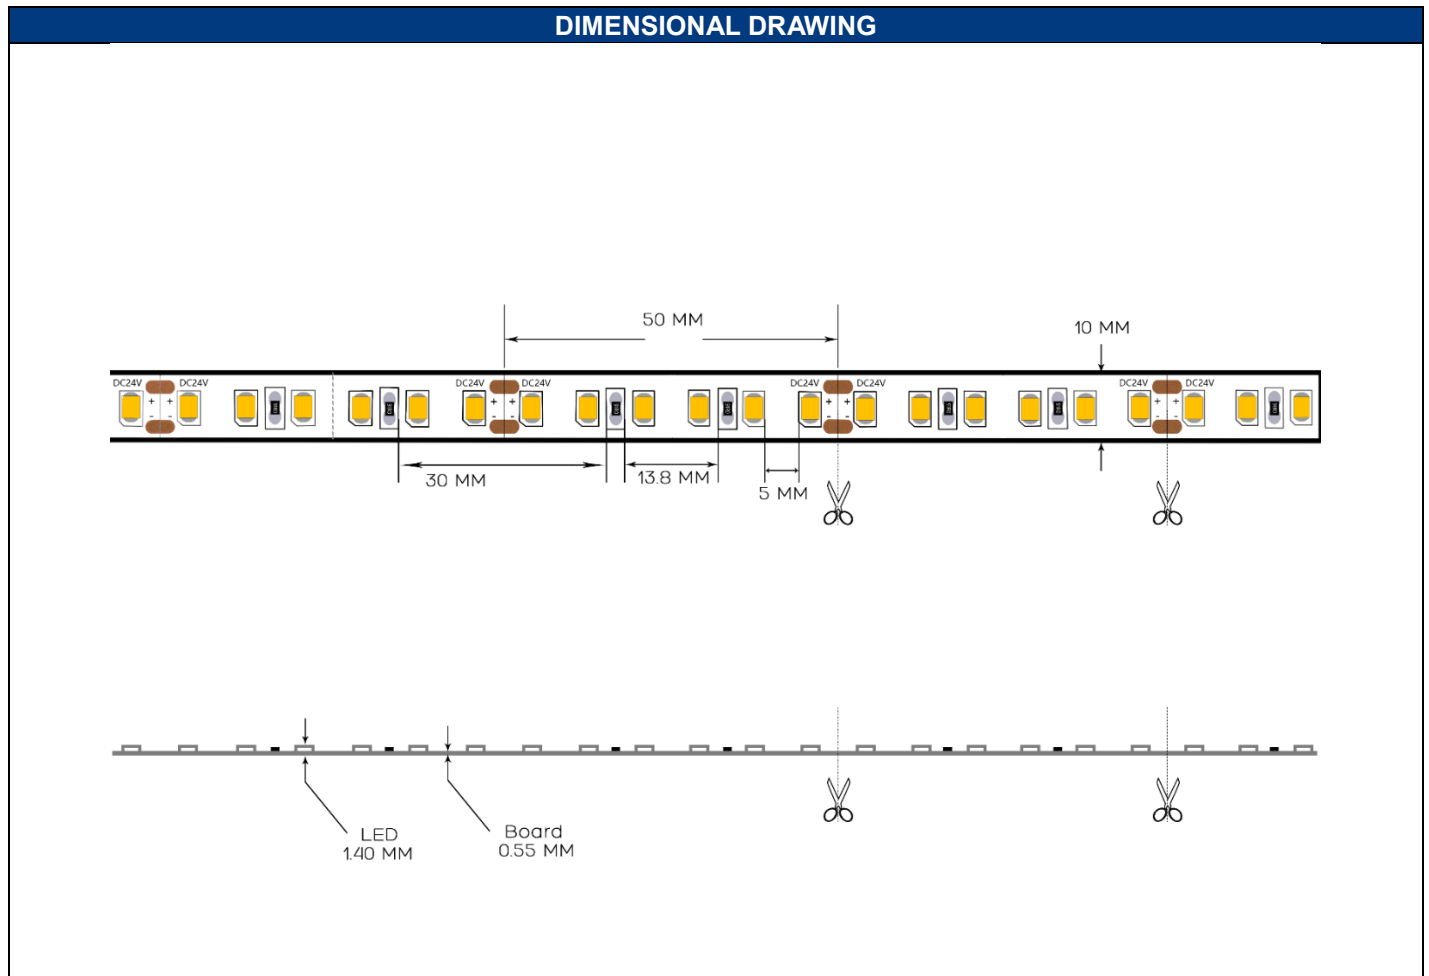 DIMENSIONAL DRAWING
50 MM
10 MM
DC24V DC24V DC24V DC24V DC24V DC24V DC24V DC24V
+ + + + + + + +
- - - - - - - -
30 MM
13.8 MM
5 MM
LED
1.40 MM
Board
0.55 MM